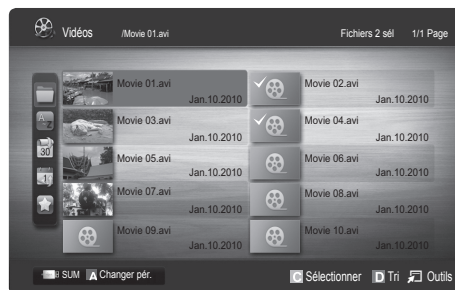 Vidéos /Movie 01.avi Fichiers 2 sél 1/1 Page
Movie 01.avi Movie 02.avi
Jan.10.2010 Jan.10.2010
Movie 03.avi Movie 04.avi
Jan.10.2010 Jan.10.2010
Movie 05.avi Movie 06.avi
Jan.10.2010 Jan.10.2010
Movie 07.avi Movie 08.avi
Jan.10.2010 Jan.10.2010
Movie 09.avi Movie 10.avi
Jan.10.2010 Jan.10.2010
A Z
30
1
SUM A Changer pér. C Sélectionner D Tri Outils